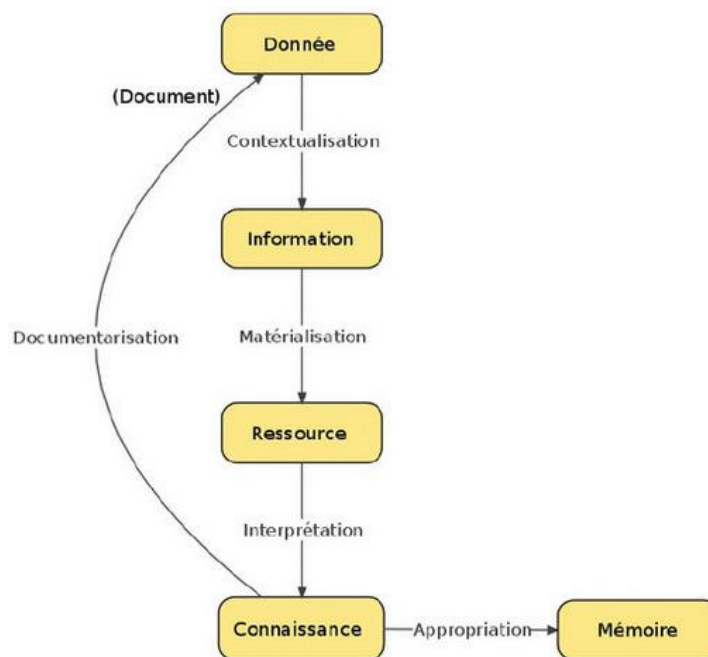 Donnée
(Document)
Contextualisation
Information
Documentarisation
Matérialisation
Ressource
Interprétation
Connaissance
Appropriation
Mémoire